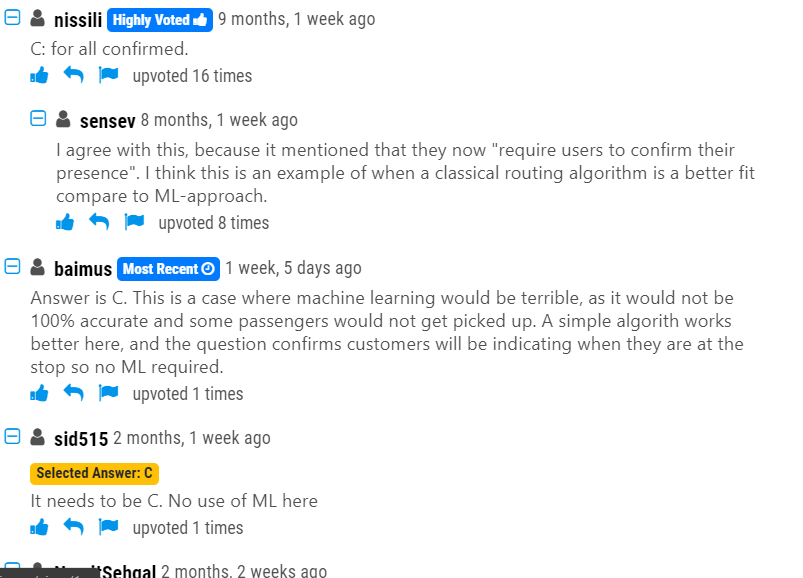 nissili Highly Voted 9 months, 1 week ago
C: for all confirmed.
upvoted 16 times
sensev 8 months, 1 week ago
I agree with this, because it mentioned that they now "require users to confirm their
presence". I think this is an example of when a classical routing algorithm is a better fit
compare to ML-approach.
upvoted 8 times
baimus Most Recent 1 week, 5 days ago
Answer is C. This is a case where machine learning would be terrible, as it would not be
100% accurate and some passengers would not get picked up. A simple algorith works
better here, and the question confirms customers will be indicating when they are at the
stop so no ML required.
upvoted 1 times
sid515 2 months, 1 week ago
Selected Answer: C
It needs to be C. No use of ML here
upvoted 1 times
2 months, 2 weeks ago